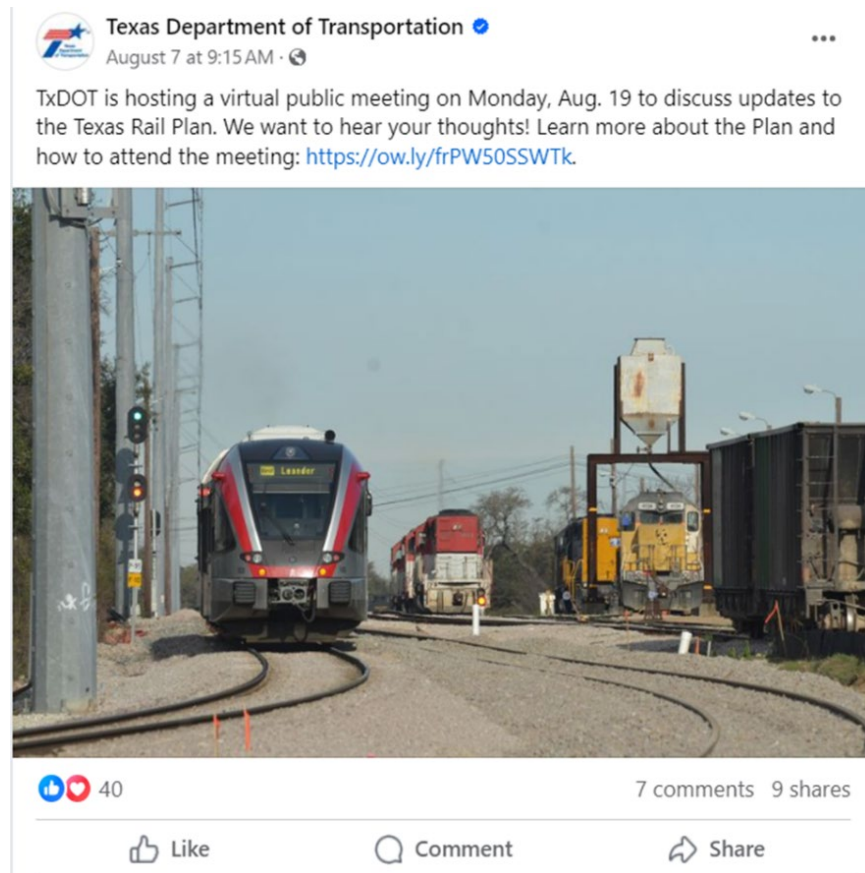 Texas Department of Transportation
August 7 at 9:15 AM ·
TxDOT is hosting a virtual public meeting on Monday, Aug. 19 to discuss updates to
the Texas Rail Plan. We want to hear your thoughts! Learn more about the Plan and
how to attend the meeting: https://ow.ly/frPW50SSWTk.
Leander
40
7 comments 9 shares
Like
Comment
Share